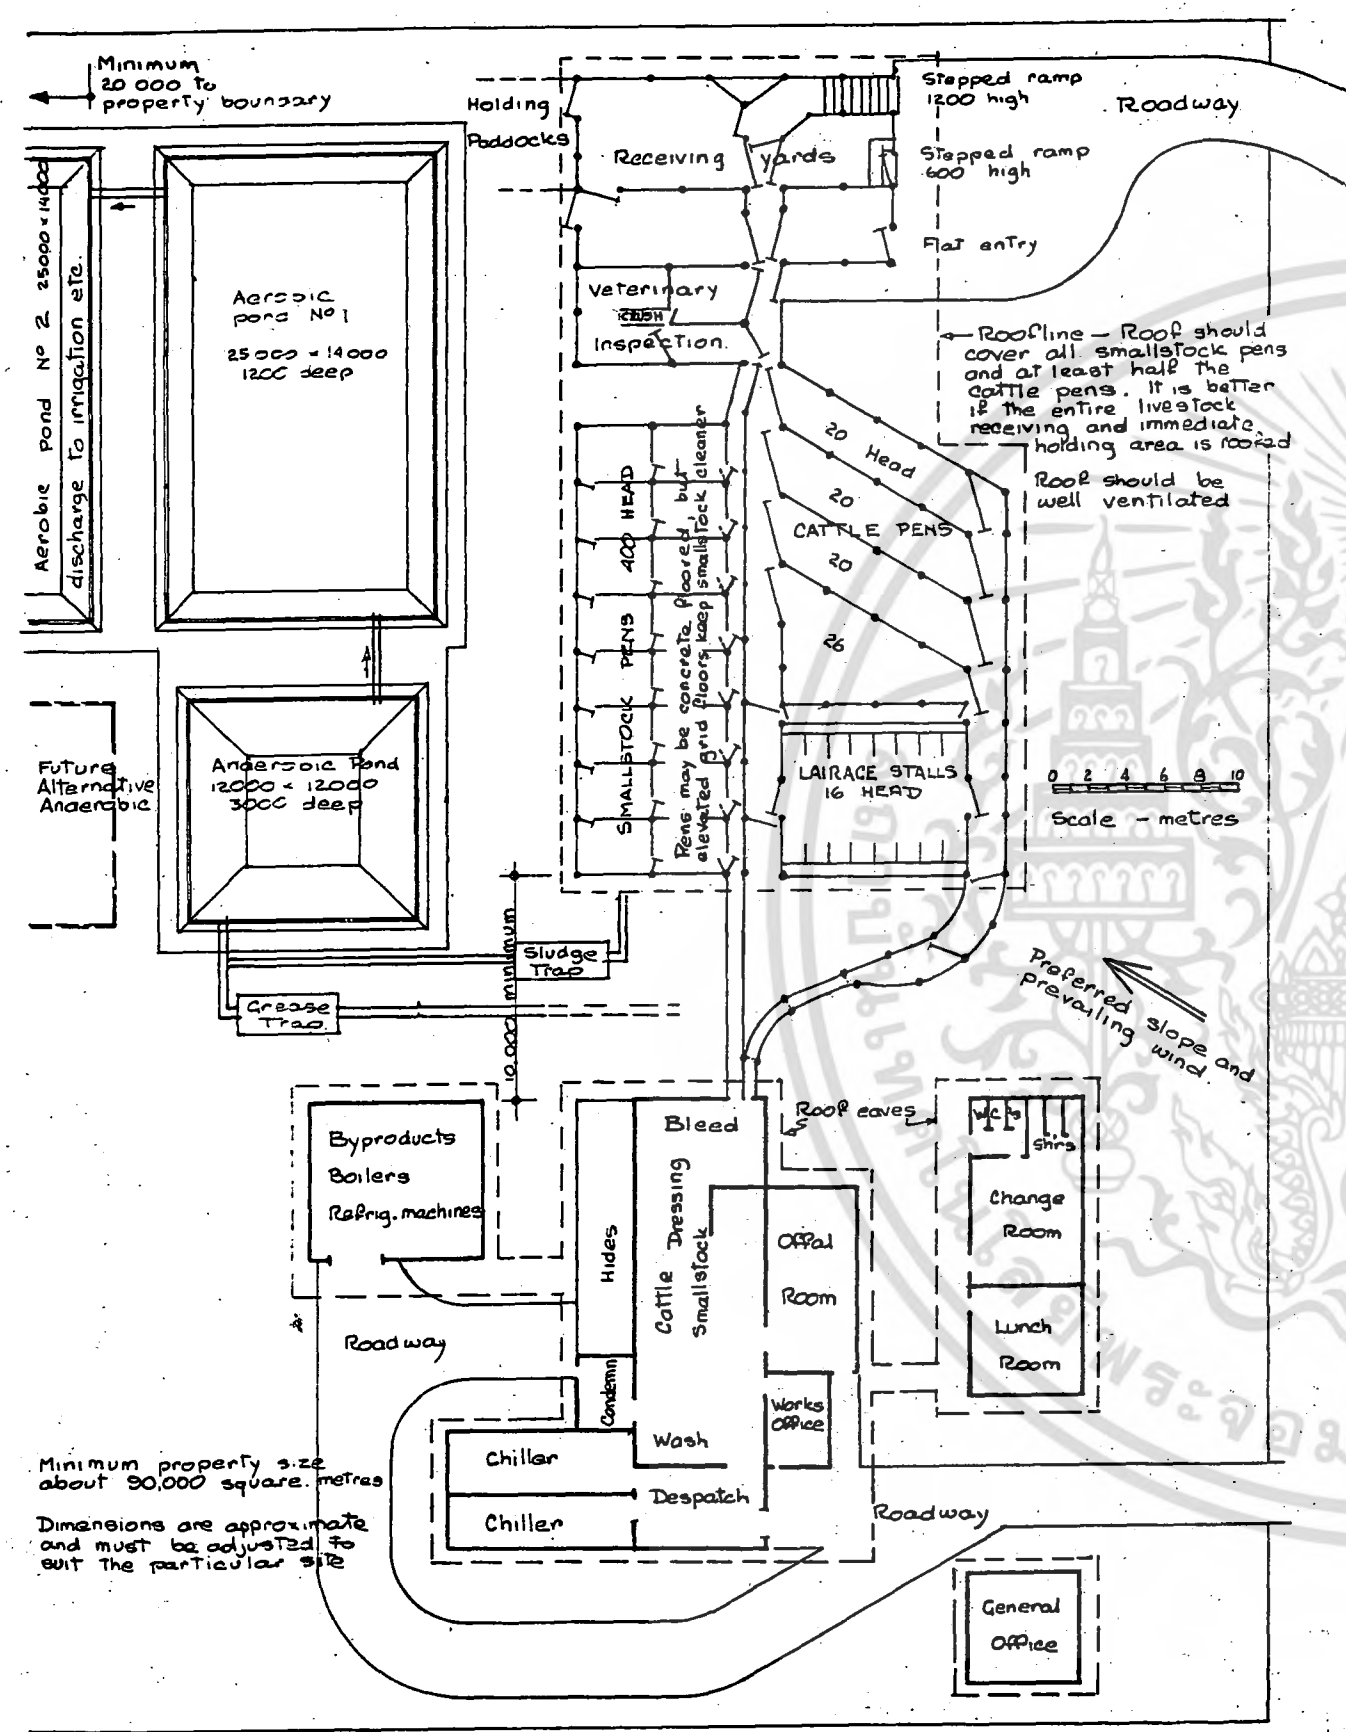 Minimum
20 000 to
property boundary
Holding
Paddocks
Receiving yards
Stepped ramp
1200 high
Roadway
Stepped ramp
600 high
Flat entry
Veterinary
CRUSH
Inspection.
Roofline – Roof should
cover all smallstock pens
and at least half the
cattle pens. It is better
if the entire livestock
receiving and immediate
holding area is roofed
Roof should be
well ventilated
Aerobic pond Nº 2 25000 x 14000
discharge to irrigation etc.
Aerobic
pond Nº 1
25000 x 14000
1200 deep
20 Head
20
CATTLE PENS
20
26
SMALLSTOCK PENS 400 HEAD
Pens may be concrete floored, but
elevated grid floors keep smallstock cleaner
LAIRAGE STALLS
16 HEAD
0 2 4 6 8 10
Scale – metres
Future
Alternative
Anaerobic
Anaerobic Pond
12000 x 12000
3000 deep
10 000 minimum
Sludge
Trap
Grease
Trap.
Preferred slope and
prevailing wind.
Byproducts
Boilers
Refrig. machines
Hides
Bleed
Cattle Dressing
Smallstock
Roof eaves
Offal
Room
W.C.s
Shrs
Change
Room
Lunch
Room
Roadway
Condemn
Works
Office
Wash
Chiller
Despatch
Chiller
Roadway
Minimum property size
about 90,000 square metres
Dimensions are approximate
and must be adjusted to
suit the particular site
General
Office